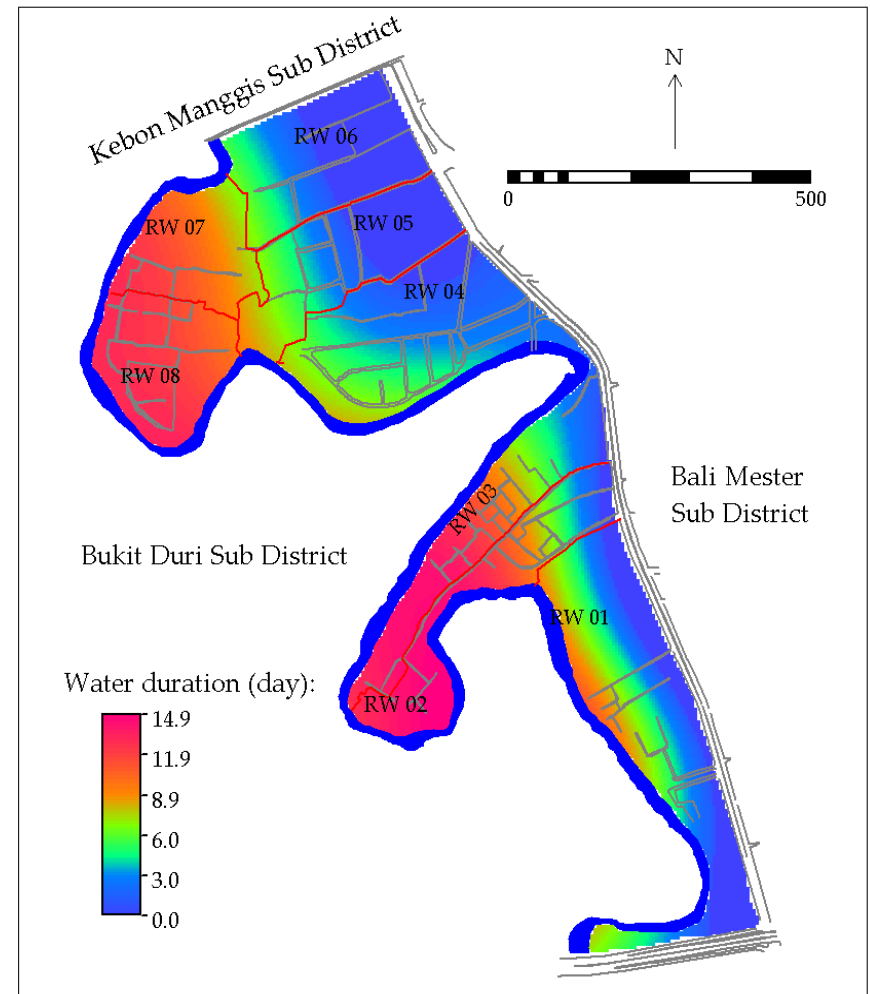 Kebon Manggis Sub District
N
0
500
RW 06
RW 07
RW 05
RW 04
RW 08
Bali Mester
Sub District
RW 03
Bukit Duri Sub District
RW 01
RW 02
Water duration (day):
14.9
11.9
8.9
6.0
3.0
0.0